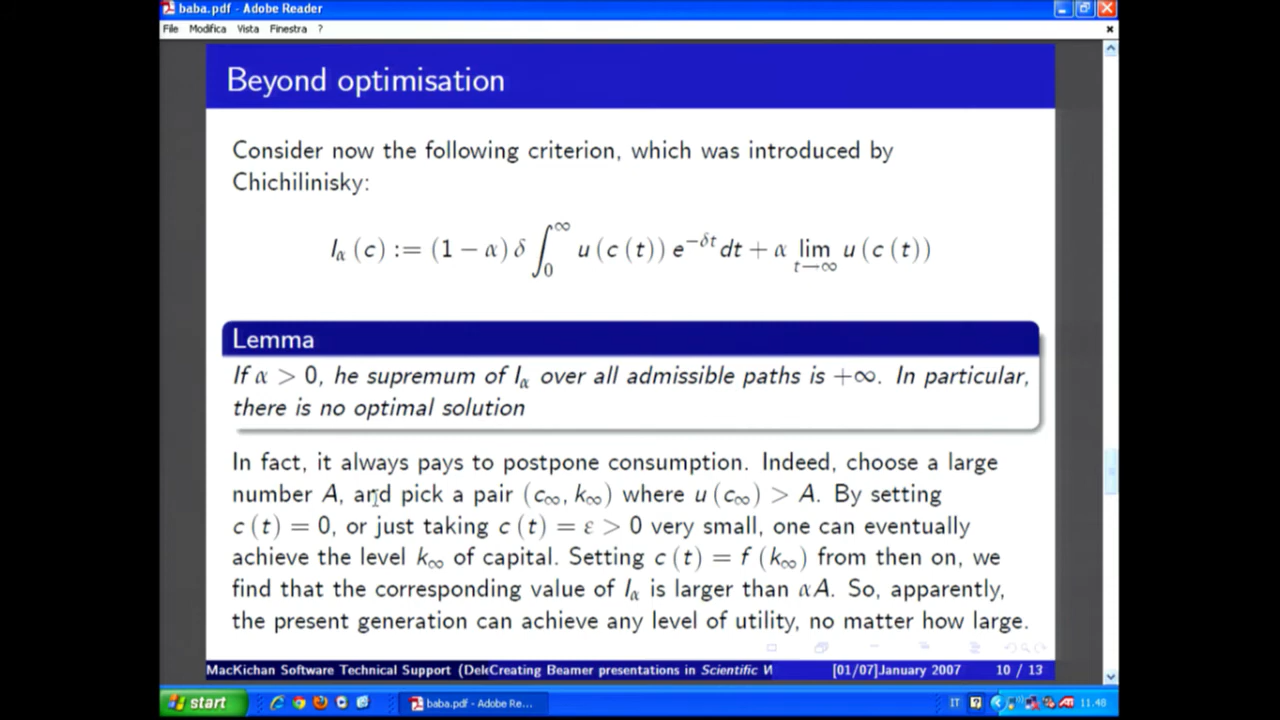 baba.pdf - Adobe Reader
File Modifica Vista Finestra ?
Beyond optimisation
Consider now the following criterion, which was introduced by
Chichilinisky:
I_α (c) := (1 − α) δ ∫_0^∞ u (c (t)) e^{−δt} dt + α lim_{t→∞} u (c (t))
Lemma
If α > 0, he supremum of I_α over all admissible paths is +∞. In particular,
there is no optimal solution
In fact, it always pays to postpone consumption. Indeed, choose a large
number A, and pick a pair (c_∞, k_∞) where u (c_∞) > A. By setting
c (t) = 0, or just taking c (t) = ε > 0 very small, one can eventually
achieve the level k_∞ of capital. Setting c (t) = f (k_∞) from then on, we
find that the corresponding value of I_α is larger than αA. So, apparently,
the present generation can achieve any level of utility, no matter how large.
MacKichan Software Technical Support (Del Creating Beamer presentations in Scientific W [01/07] January 2007 10 / 13
start baba.pdf - Adobe Re... IT 11.48